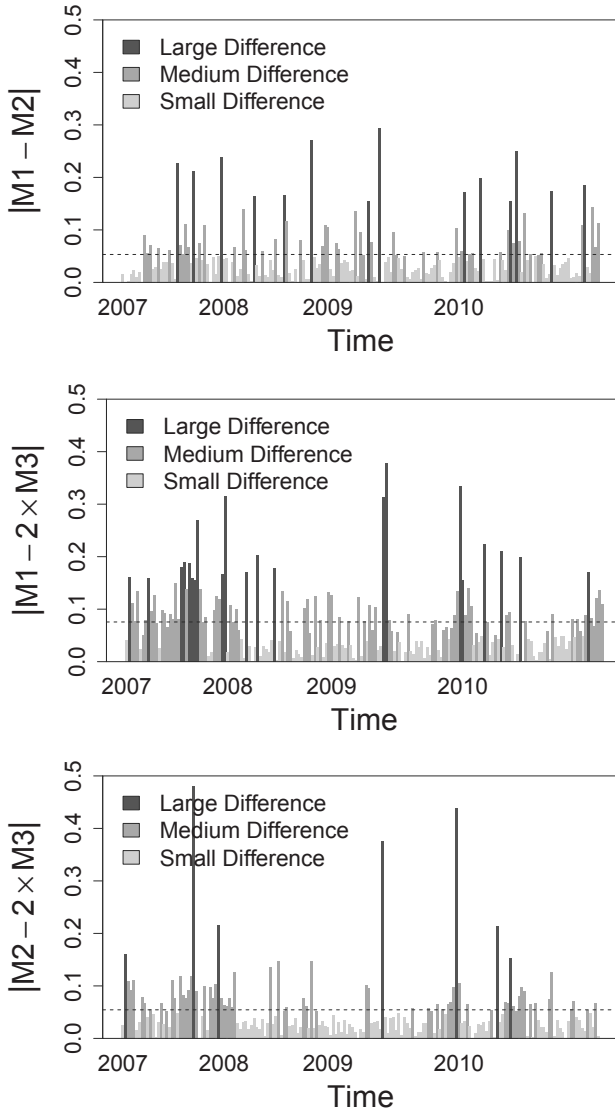 |M1 − M2|
0.0 0.1 0.2 0.3 0.4 0.5
Large Difference
Medium Difference
Small Difference
2007 2008 2009 2010
Time
|M1 − 2 × M3|
0.0 0.1 0.2 0.3 0.4 0.5
Large Difference
Medium Difference
Small Difference
2007 2008 2009 2010
Time
|M2 − 2 × M3|
0.0 0.1 0.2 0.3 0.4 0.5
Large Difference
Medium Difference
Small Difference
2007 2008 2009 2010
Time